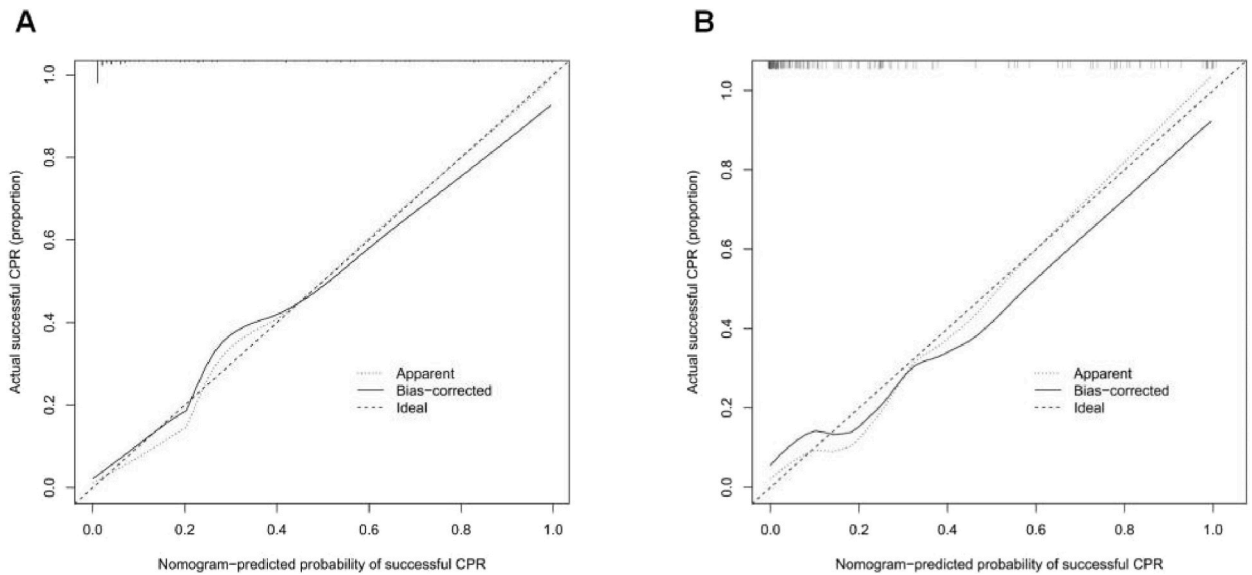 A
1.0
0.8
0.6
0.4
0.2
0.0
Actual successful CPR (proportion)
Apparent
Bias−corrected
Ideal
0.0 0.2 0.4 0.6 0.8 1.0
Nomogram−predicted probability of successful CPR
B
1.0
0.8
0.6
0.4
0.2
0.0
Actual successful CPR (proportion)
Apparent
Bias−corrected
Ideal
0.0 0.2 0.4 0.6 0.8 1.0
Nomogram−predicted probability of successful CPR